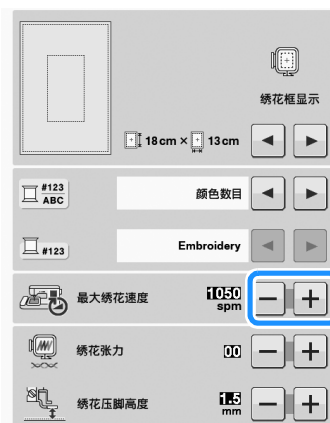 绣花框显示
18cm × 13cm
#123
ABC
颜色数目
#123
Embroidery
最大绣花速度
1050
spm
绣花张力
00
绣花压脚高度
1.5
mm